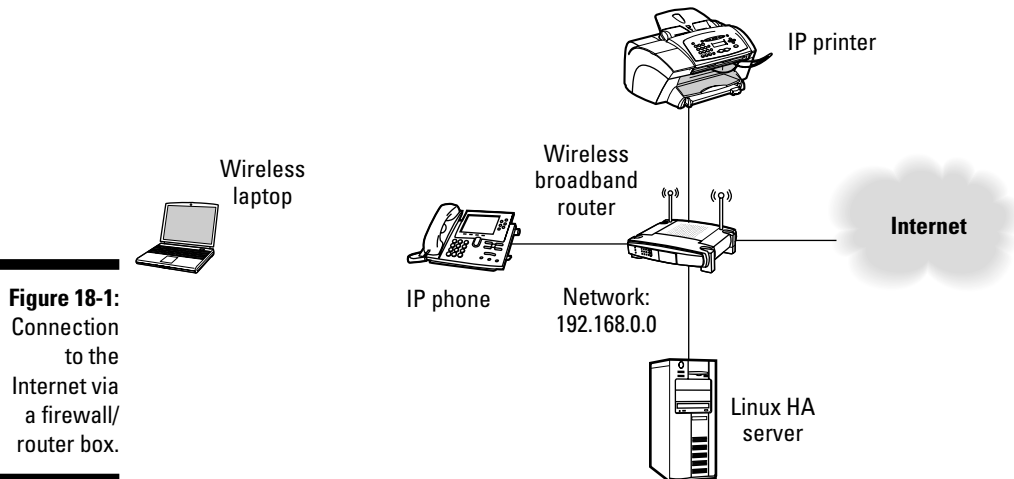 IP printer
Wireless
laptop
Wireless
broadband
router
Internet
IP phone
Network:
192.168.0.0
Linux HA
server
Figure 18-1:
Connection
to the
Internet via
a firewall/
router box.